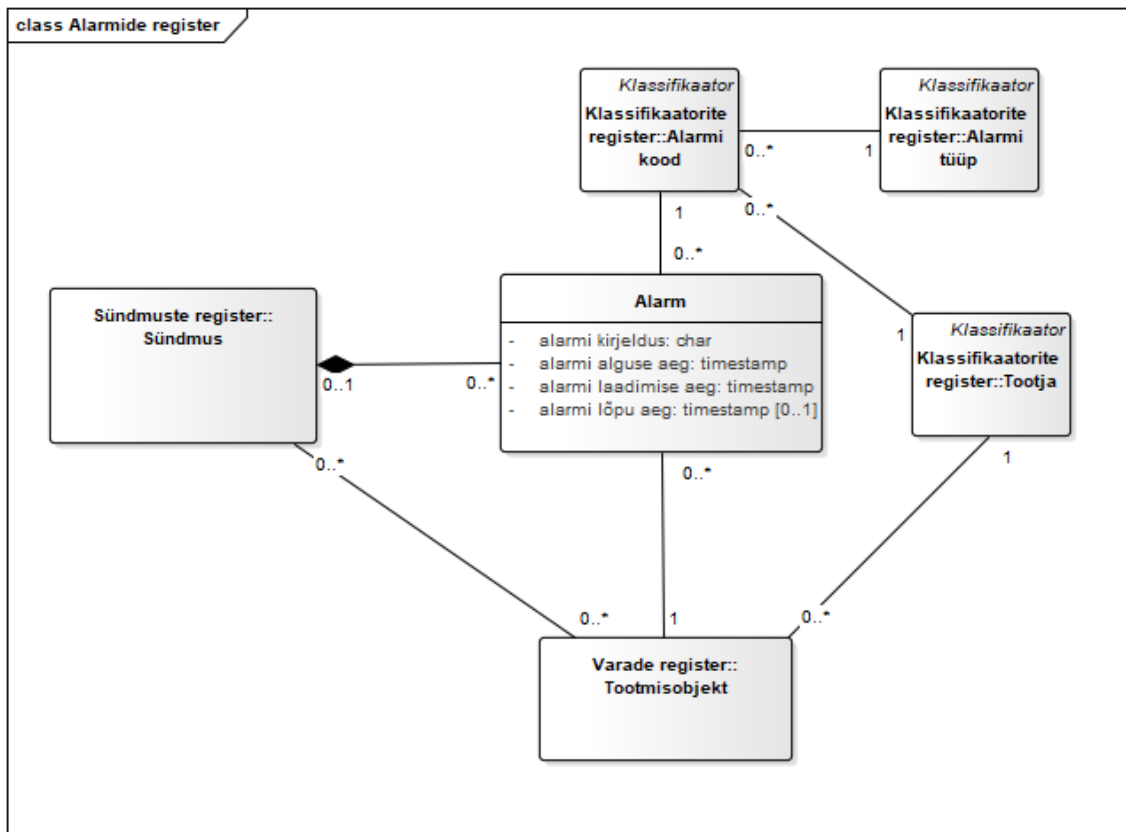 class Alarmide register
Klassifikaator
Klassifikaatorite
register::Alarmi
kood
Klassifikaator
Klassifikaatorite
register::Alarmi
tüüp
0..*
1
1
0..*
0..*
Sündmuste register::
Sündmus
Alarm
- alarmi kirjeldus: char
- alarmi alguse aeg: timestamp
- alarmi laadimise aeg: timestamp
- alarmi lõpu aeg: timestamp [0..1]
0..1
0..*
1
Klassifikaator
Klassifikaatorite
register::Tootja
0..*
0..*
1
0..*
1
0..*
Varade register::
Tootmisobjekt